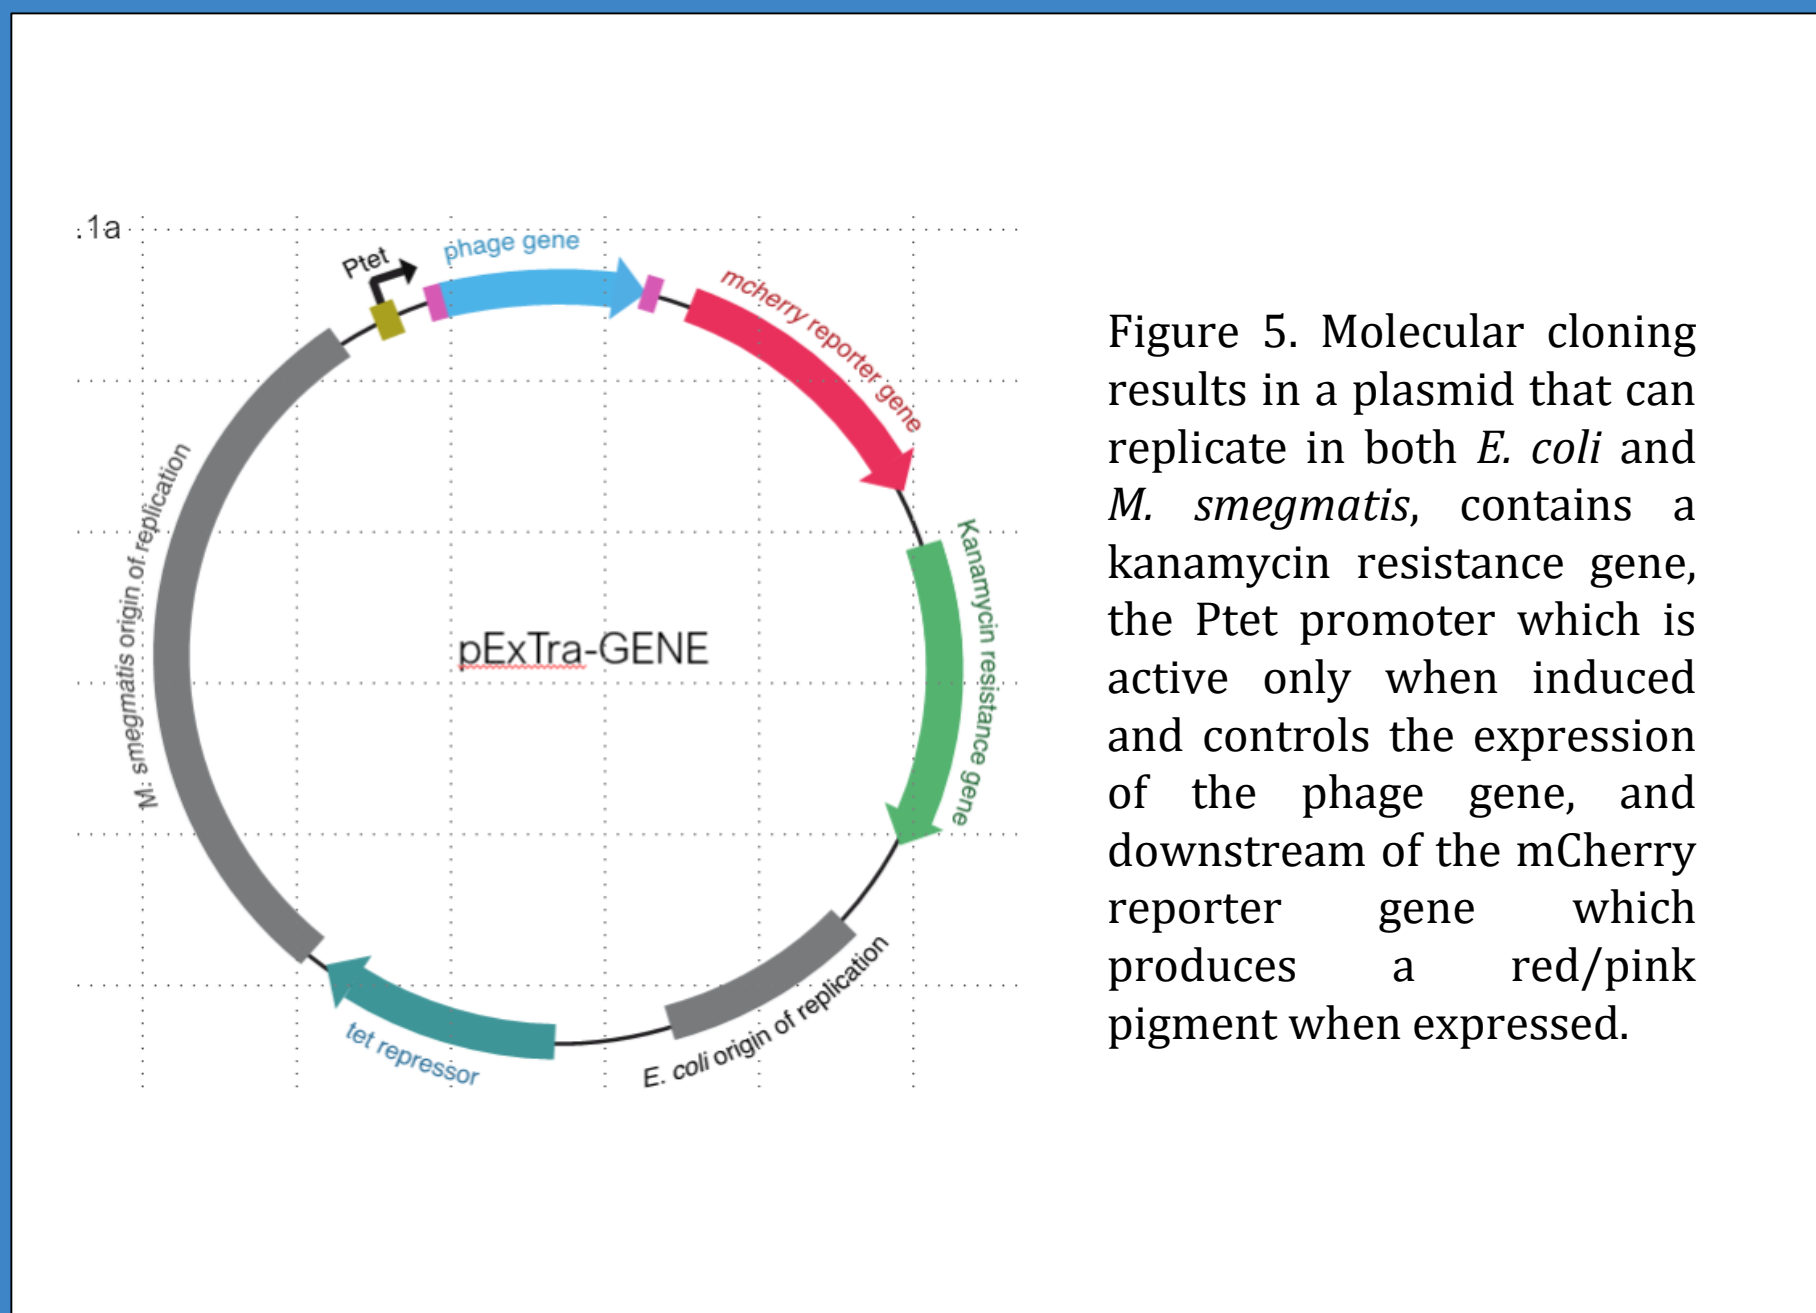 .1a
Ptet
phage gene
mcherry reporter gene
Kanamycin resistance gene
M. smegmatis origin of replication
pExTra-GENE
E. coli origin of replication
tet repressor
Figure 5. Molecular cloning
results in a plasmid that can
replicate in both E. coli and
M. smegmatis, contains a
kanamycin resistance gene,
the Ptet promoter which is
active only when induced
and controls the expression
of the phage gene, and
downstream of the mCherry
reporter gene which
produces a red/pink
pigment when expressed.